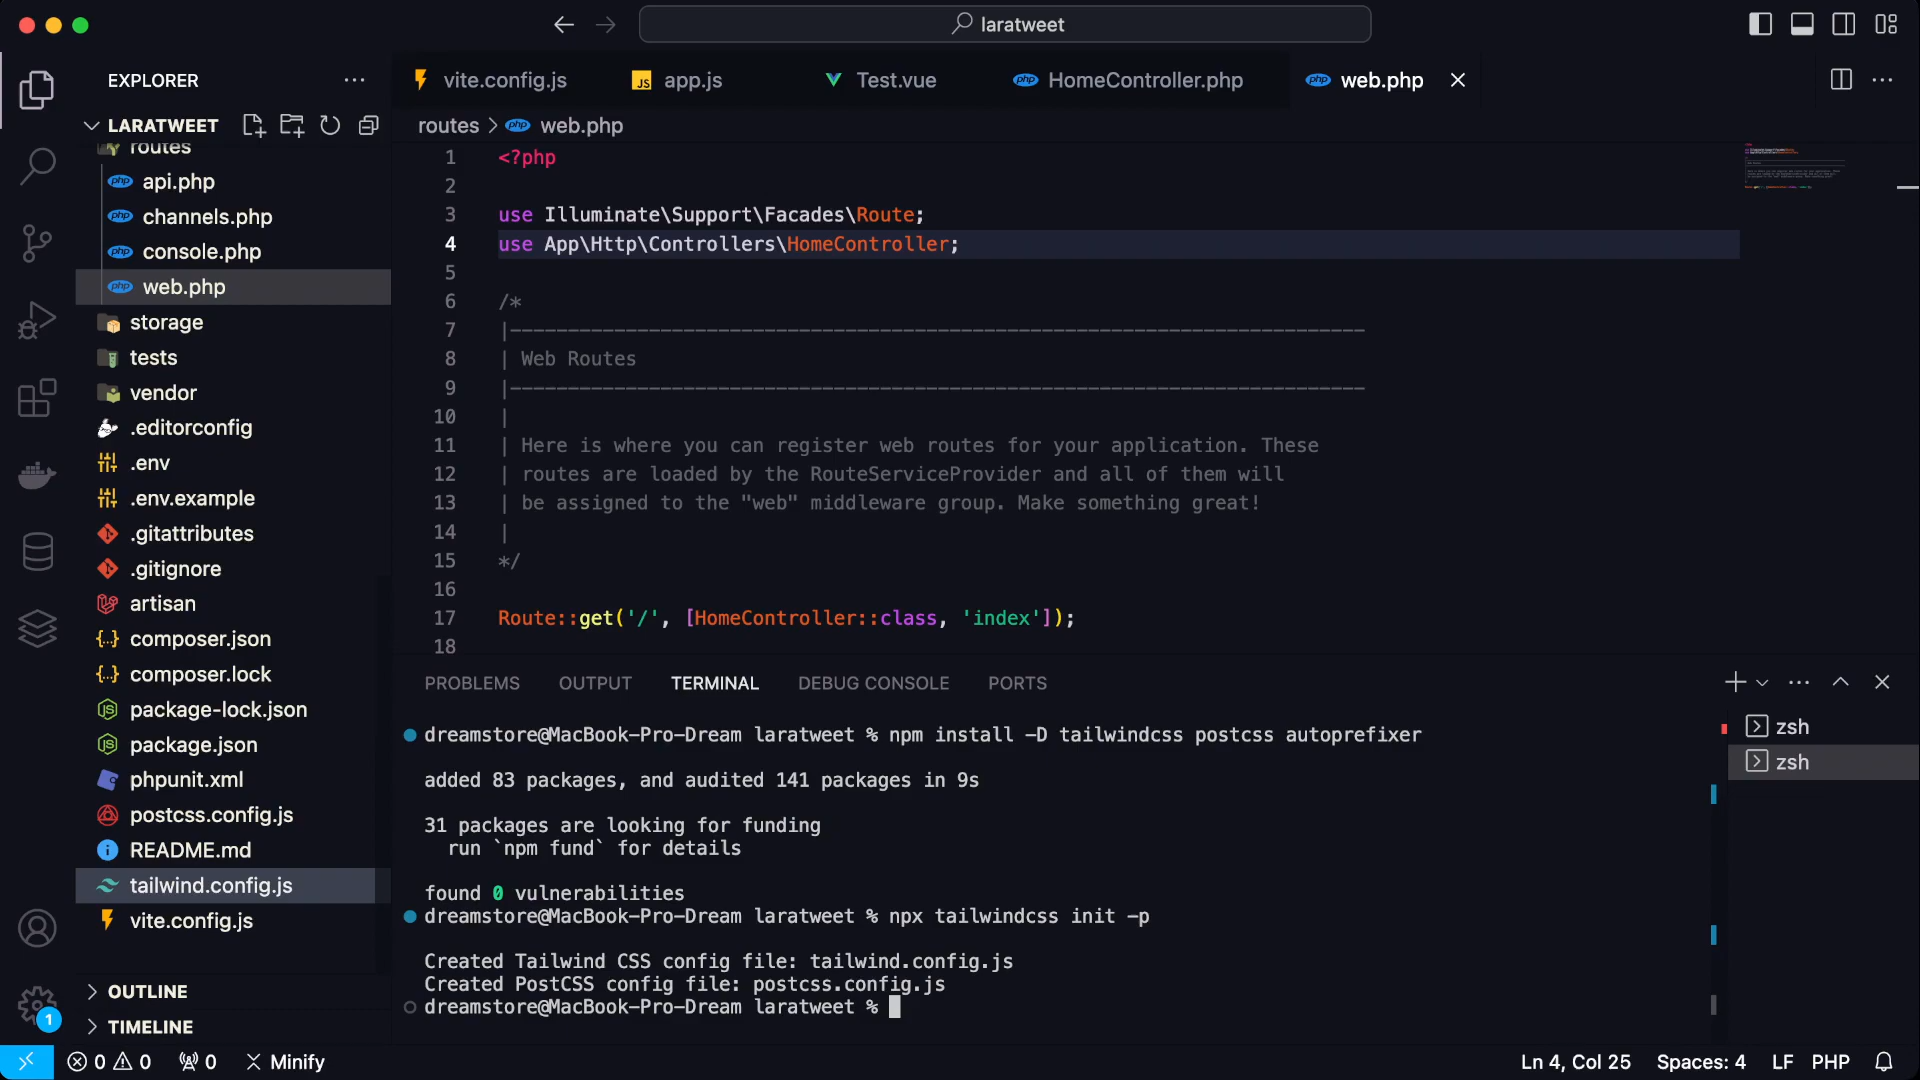 laratweet
EXPLORER
LARATWEET
routes
api.php
channels.php
console.php
web.php
storage
tests
vendor
.editorconfig
.env
.env.example
.gitattributes
.gitignore
artisan
composer.json
composer.lock
package-lock.json
package.json
phpunit.xml
postcss.config.js
README.md
tailwind.config.js
vite.config.js
OUTLINE
TIMELINE
1
vite.config.js
JS app.js
Test.vue
php HomeController.php
php web.php
routes > php web.php
1 <?php
2
3 use Illuminate\Support\Facades\Route;
4 use App\Http\Controllers\HomeController;
5
6 /*
7 |--------------------------------------------------------------------------
8 | Web Routes
9 |--------------------------------------------------------------------------
10 |
11 | Here is where you can register web routes for your application. These
12 | routes are loaded by the RouteServiceProvider and all of them will
13 | be assigned to the "web" middleware group. Make something great!
14 |
15 */
16
17 Route::get('/', [HomeController::class, 'index']);
18
PROBLEMS OUTPUT TERMINAL DEBUG CONSOLE PORTS
dreamstore@MacBook-Pro-Dream laratweet % npm install -D tailwindcss postcss autoprefixer
added 83 packages, and audited 141 packages in 9s
31 packages are looking for funding
run `npm fund` for details
found 0 vulnerabilities
dreamstore@MacBook-Pro-Dream laratweet % npx tailwindcss init -p
Created Tailwind CSS config file: tailwind.config.js
Created PostCSS config file: postcss.config.js
dreamstore@MacBook-Pro-Dream laratweet %
zsh
zsh
0 0 0 Minify
Ln 4, Col 25 Spaces: 4 LF PHP